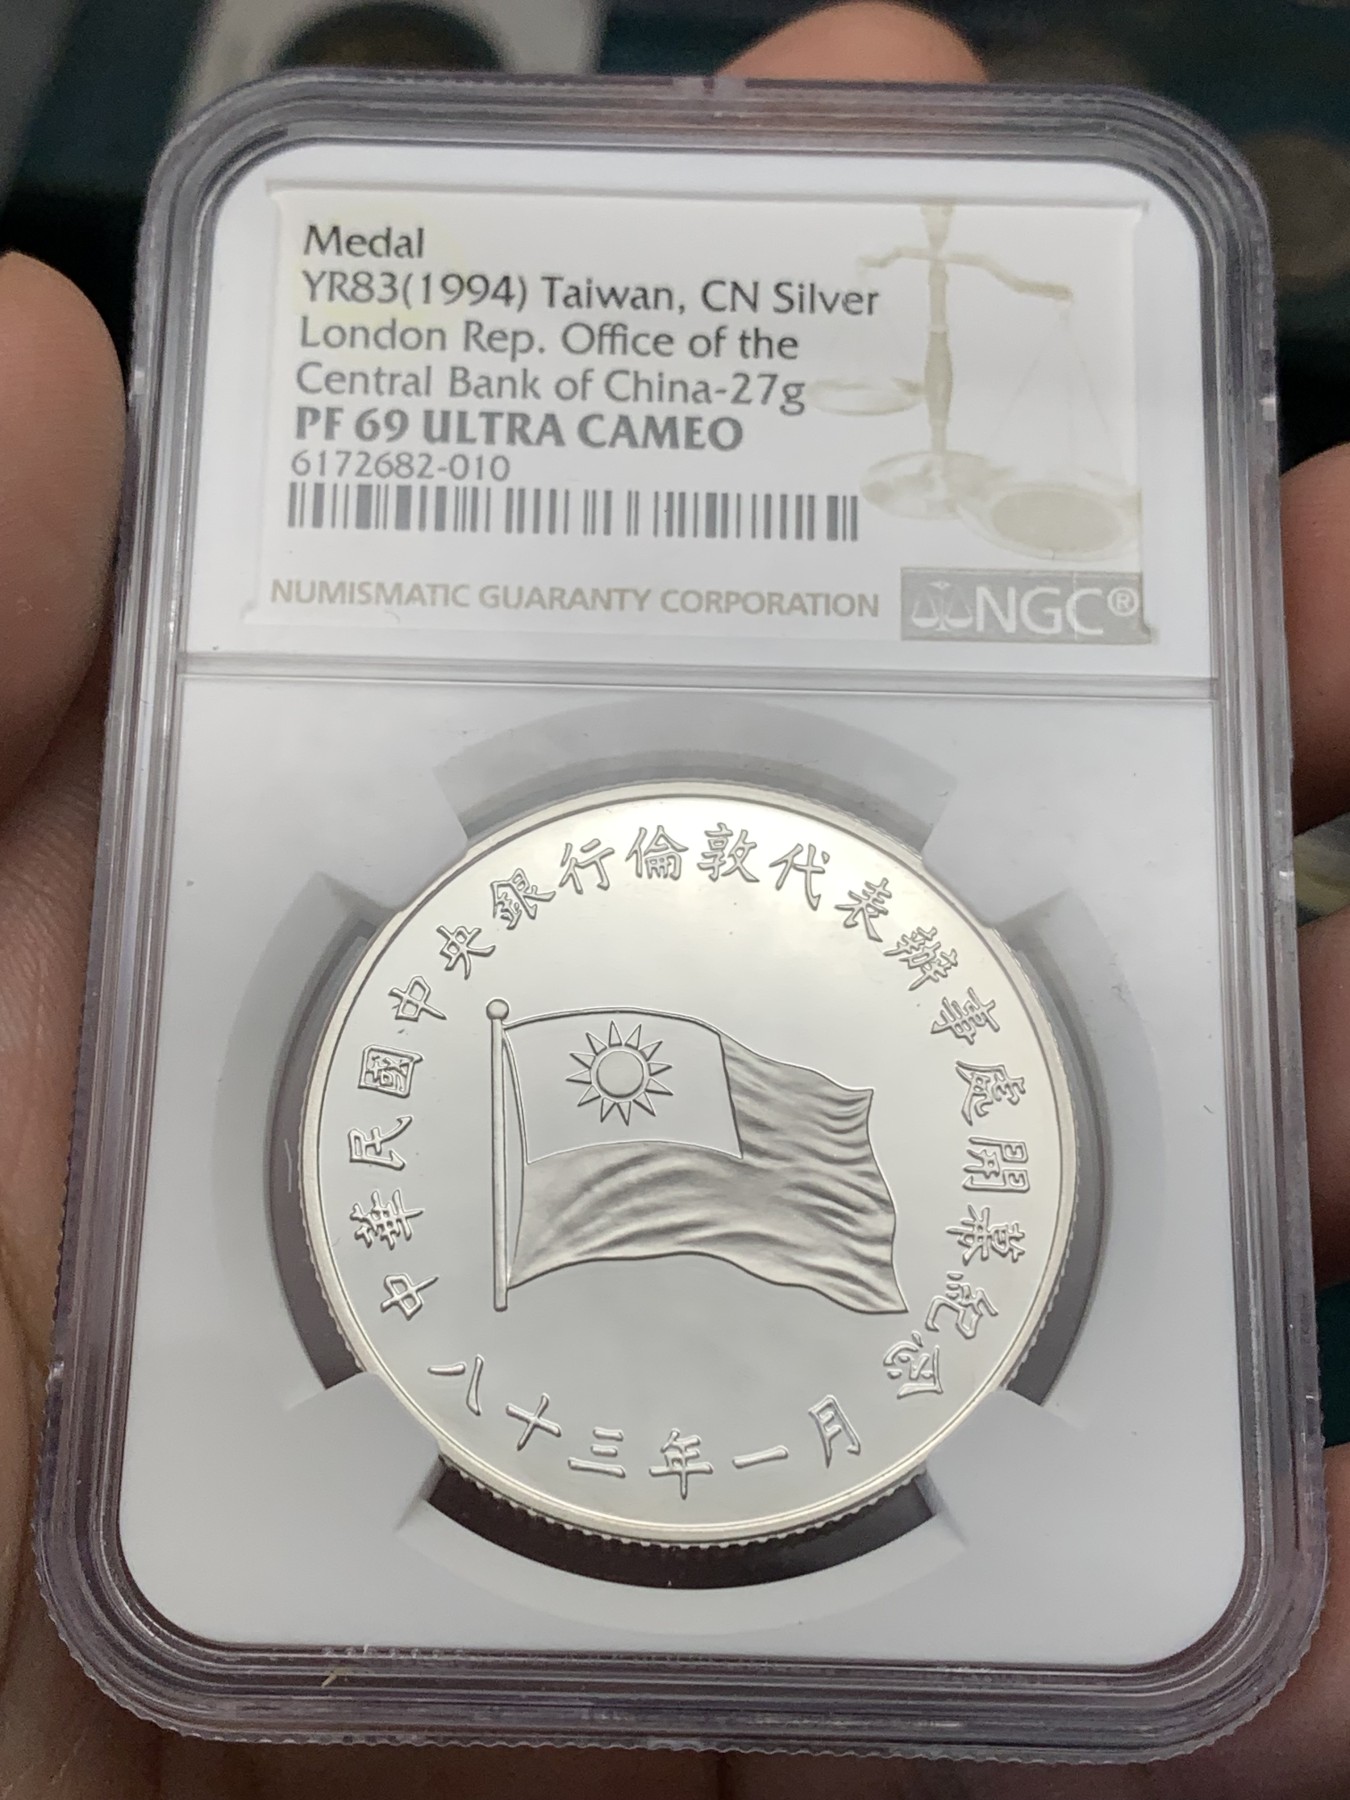 Medal
YR83(1994) Taiwan, CN Silver
London Rep. Office of the
Central Bank of China-27g
PF 69 ULTRA CAMEO
6172682-010
NUMISMATIC GUARANTY CORPORATION
NGC®
中華民國中央銀行倫敦代表辦事處開幕紀念
八十三年一月